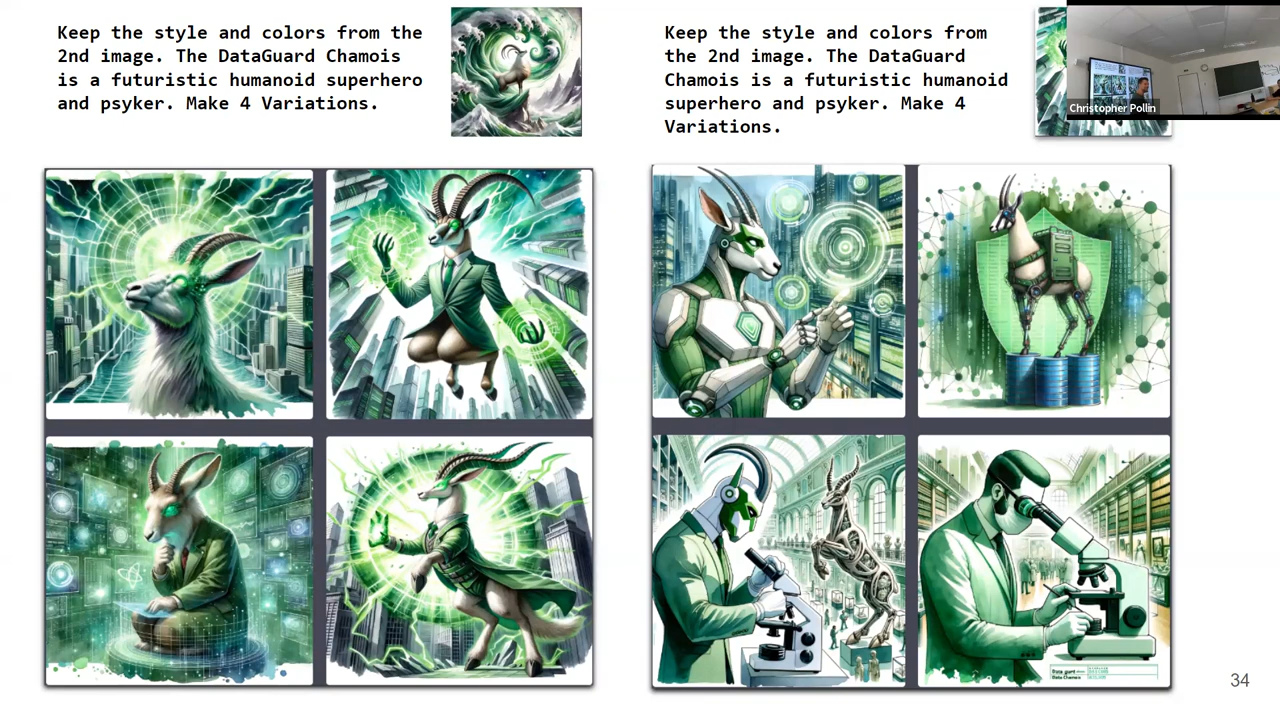 Keep the style and colors from the
2nd image. The DataGuard Chamois
is a futuristic humanoid superhero
and psyker. Make 4 Variations.
Keep the style and colors from
the 2nd image. The DataGuard
Chamois is a futuristic humanoid
superhero and psyker. Make 4
Variations.
Christopher Pollin
34